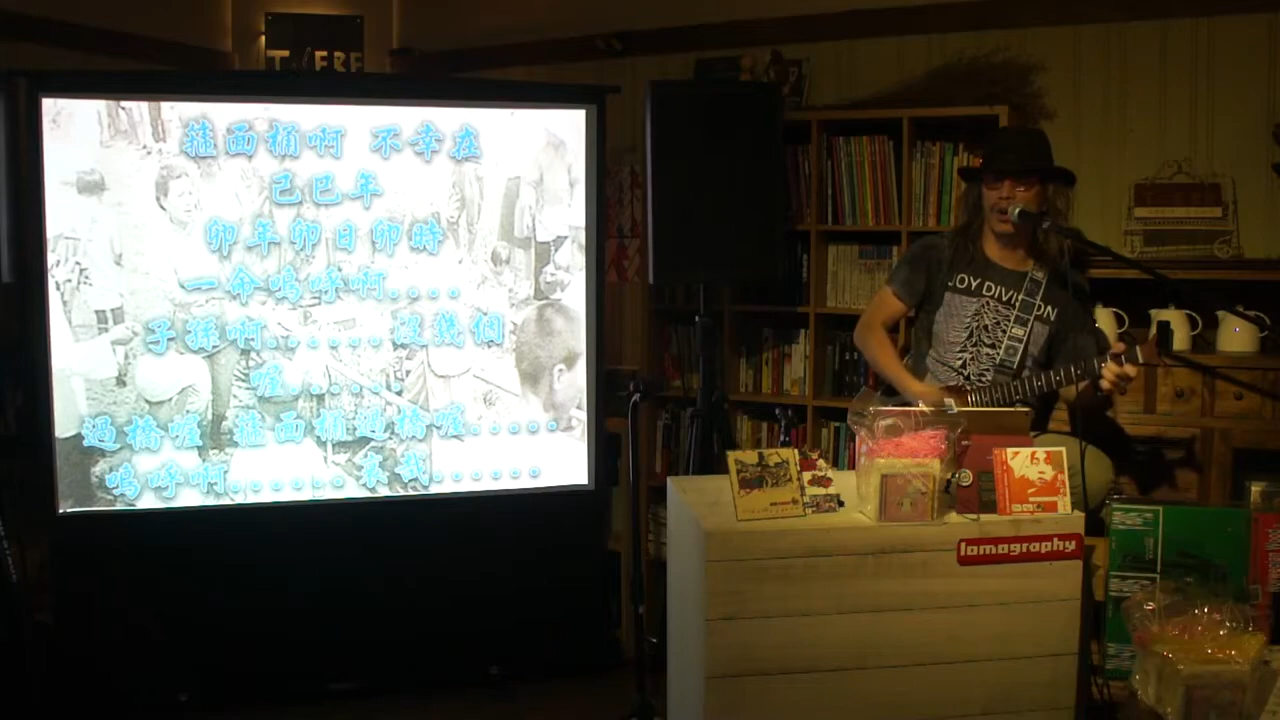 箍面桶啊 不幸在
己巳年
卯年卯日卯時
一命嗚呼啊....
子孫啊......沒幾個
喔......
過橋喔 箍面桶過橋喔.....
嗚呼啊......哀哉......
JOY DIVISION
lomography